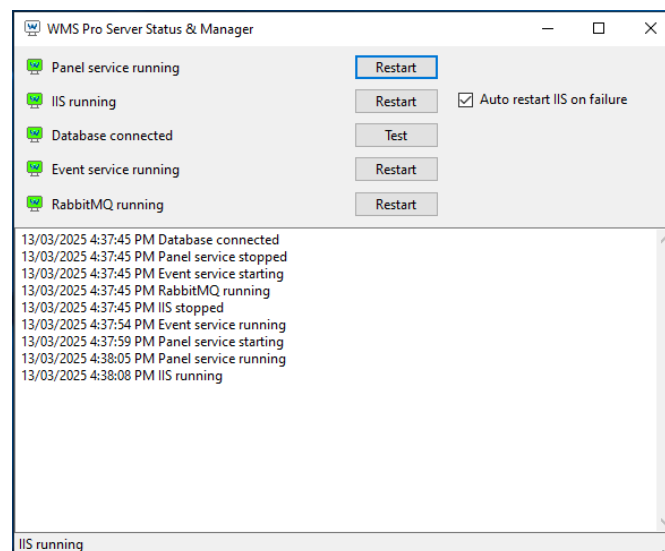 WMS Pro Server Status & Manager
Panel service running Restart
IIS running Restart Auto restart IIS on failure
Database connected Test
Event service running Restart
RabbitMQ running Restart
13/03/2025 4:37:45 PM Database connected
13/03/2025 4:37:45 PM Panel service stopped
13/03/2025 4:37:45 PM Event service starting
13/03/2025 4:37:45 PM RabbitMQ running
13/03/2025 4:37:45 PM IIS stopped
13/03/2025 4:37:54 PM Event service running
13/03/2025 4:37:59 PM Panel service starting
13/03/2025 4:38:05 PM Panel service running
13/03/2025 4:38:08 PM IIS running
IIS running